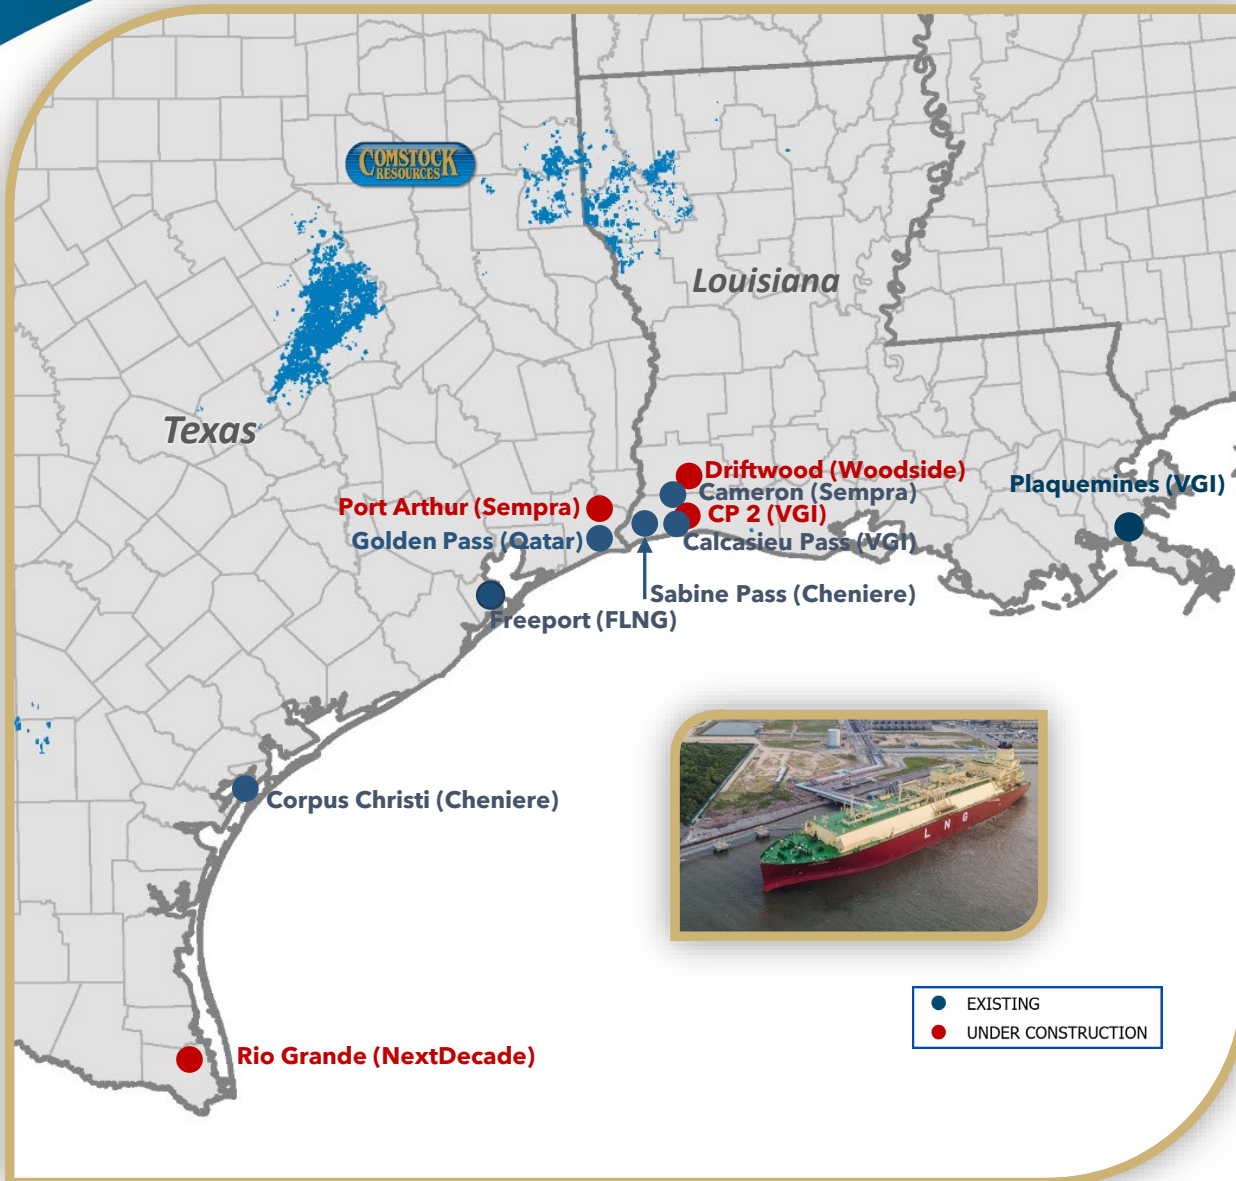 COMSTOCK
RESOURCES
Louisiana
Texas
Driftwood (Woodside)
Cameron (Sempra)
Plaquemines (VGI)
Port Arthur (Sempra)
CP 2 (VGI)
Golden Pass (Qatar)
Calcasieu Pass (VGI)
Sabine Pass (Cheniere)
Freeport (FLNG)
Corpus Christi (Cheniere)
L N G
EXISTING
UNDER CONSTRUCTION
Rio Grande (NextDecade)